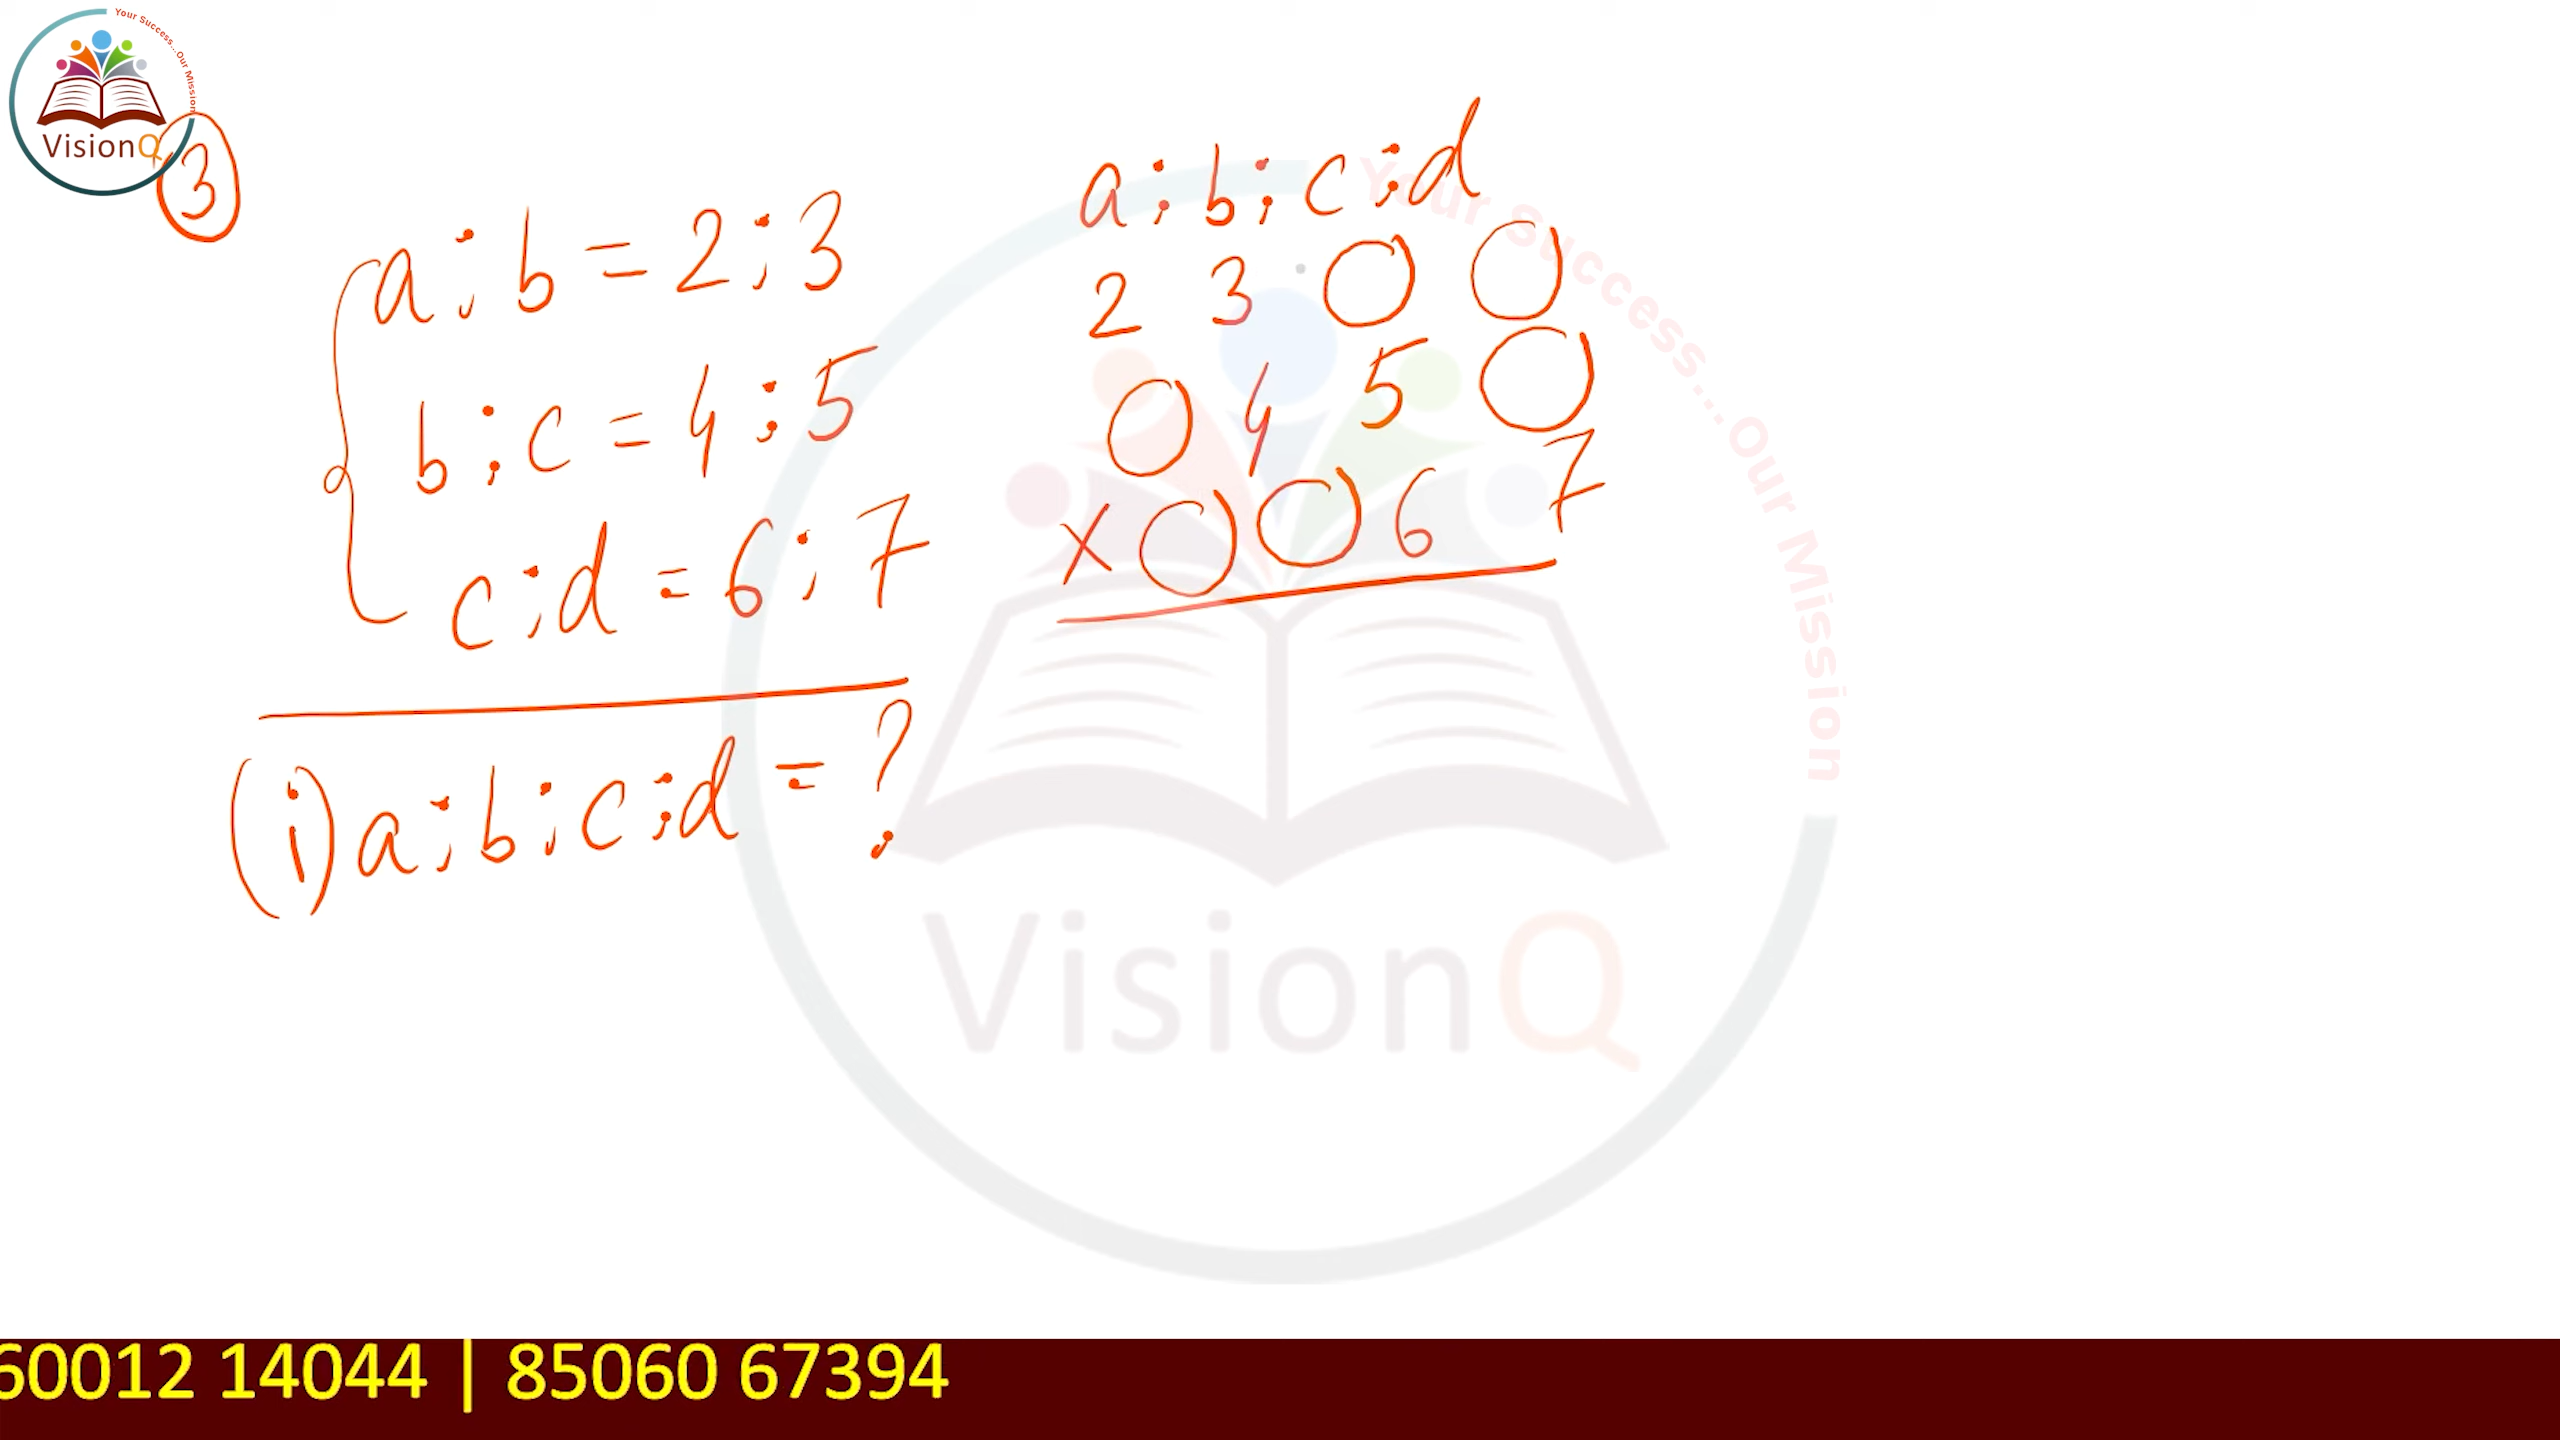 Your Success...Our Mission
VisionQ
3
a:b=2:3
b:c=4:5
c:d=6:7
(i) a:b:c:d=?
a:b:c:d
2 3 O O
O 4 5 O
× O O 6 7
Your Success...Our Mission
VisionQ
60012 14044 | 85060 67394